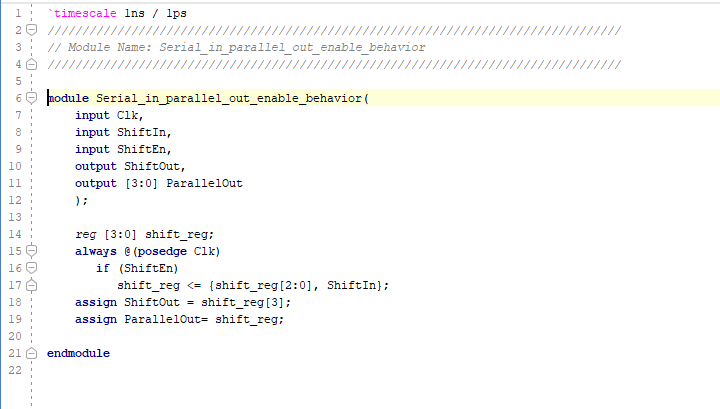 1 `timescale 1ns / 1ps
2 //////////////////////////////////////////////////////////////////////////////////
3 // Module Name: Serial_in_parallel_out_enable_behavior
4 //////////////////////////////////////////////////////////////////////////////////
5
6 module Serial_in_parallel_out_enable_behavior(
7     input Clk,
8     input ShiftIn,
9     input ShiftEn,
10     output ShiftOut,
11     output [3:0] ParallelOut
12     );
13
14     reg [3:0] shift_reg;
15     always @(posedge Clk)
16        if (ShiftEn)
17           shift_reg <= {shift_reg[2:0], ShiftIn};
18     assign ShiftOut = shift_reg[3];
19     assign ParallelOut= shift_reg;
20
21 endmodule
22